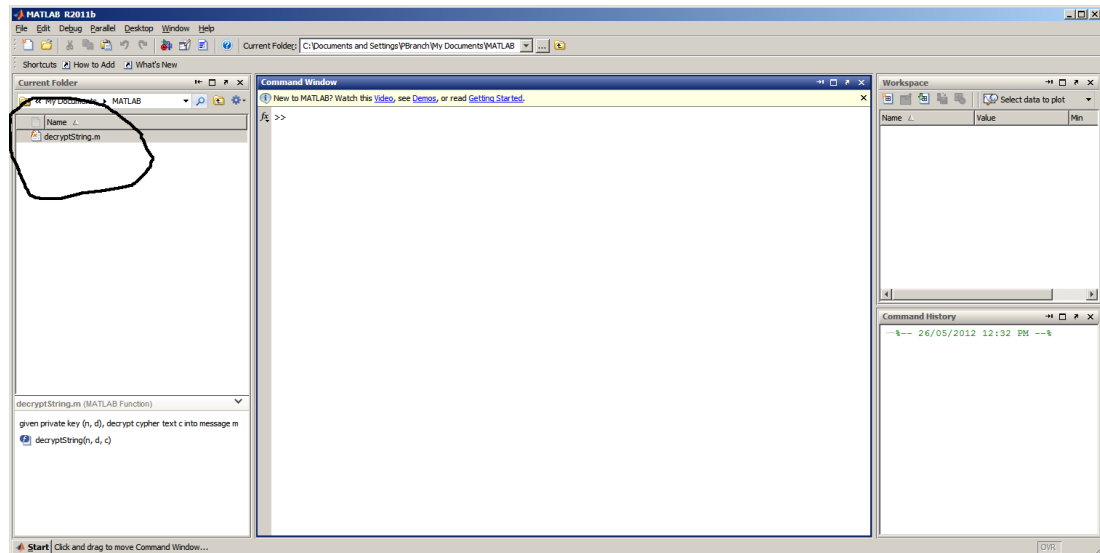 MATLAB R2011b
File Edit Debug Parallel Desktop Window Help
Current Folder: C:\Documents and Settings\PBranch\My Documents\MATLAB
Shortcuts How to Add What's New
Current Folder
« My Documents MATLAB
Name
decryptString.m
decryptString.m (MATLAB Function)
given private key (n, d), decrypt cypher text c into message m
decryptString(n, d, c)
Command Window
New to MATLAB? Watch this Video, see Demos, or read Getting Started.
fx >>
Workspace
Select data to plot
Name Value Min
Command History
%-- 26/05/2012 12:32 PM --%
Start Click and drag to move Command Window...
OVR